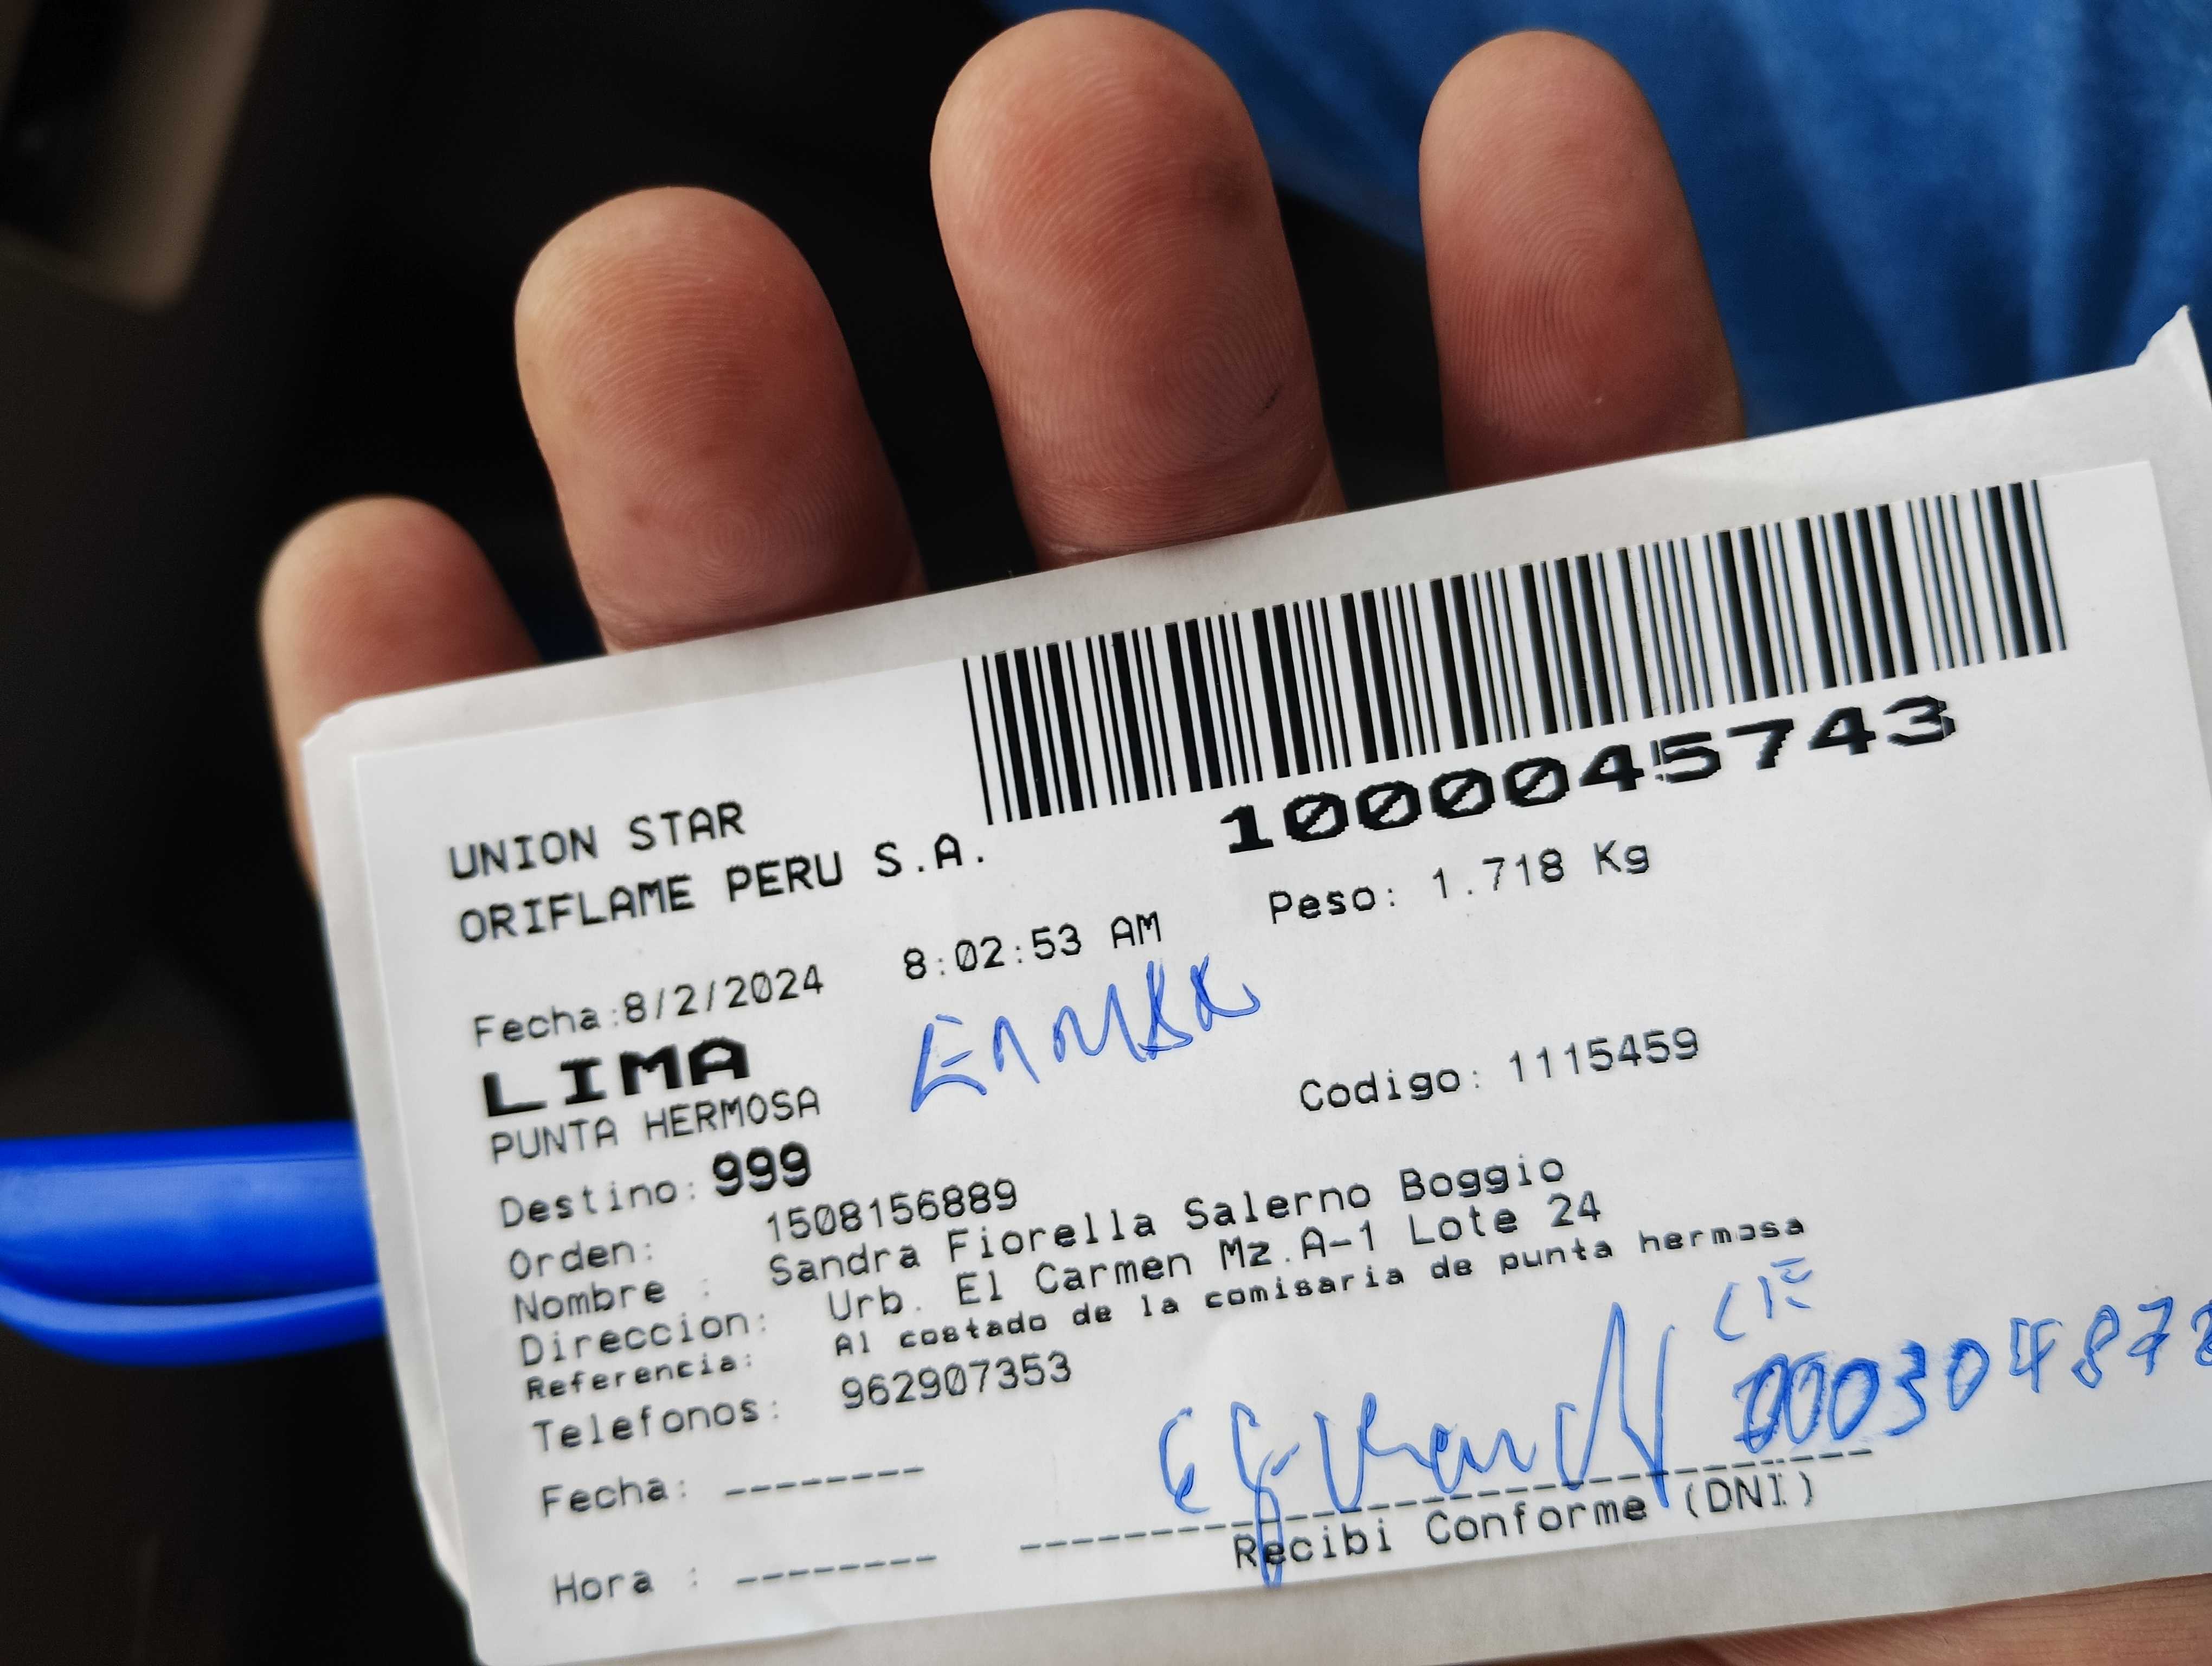 1000045743
UNION STAR
ORIFLAME PERU S.A.
Peso: 1.718 Kg
Fecha:8/2/2024 8:02:53 AM
LIMA
PUNTA HERMOSA
Codigo: 1115459
Destino: 999
Orden: 1508156889
Nombre : Sandra Fiorella Salerno Boggio
Direccion: Urb. El Carmen Mz.A-1 Lote 24
Referencia: Al costado de la comisaria de punta hermosa
Telefonos: 962907353
Fecha: --------
Hora : --------
Recibi Conforme (DNI)